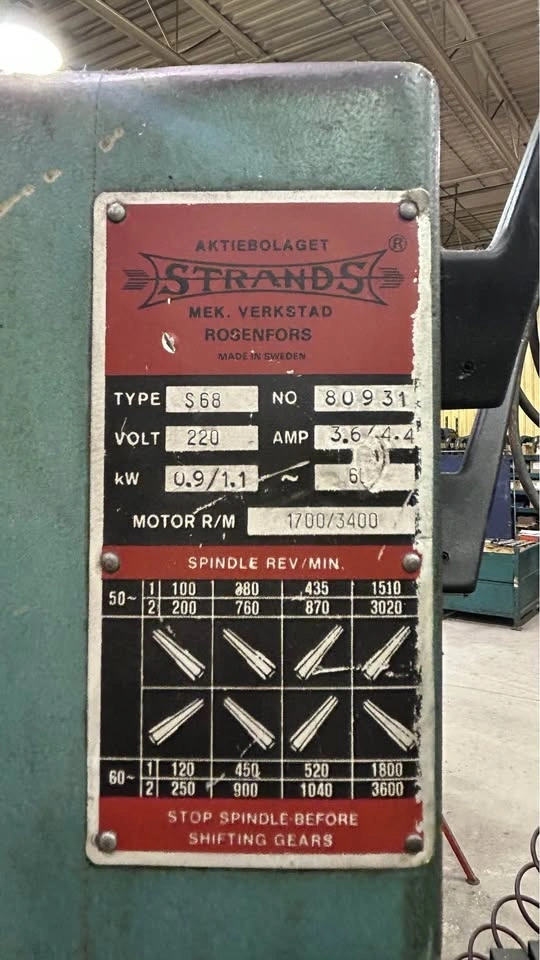 AKTIEBOLAGET
STRANDS ®
MEK. VERKSTAD
ROSENFORS
MADE IN SWEDEN
TYPE S68 NO 80931
VOLT 220 AMP 3.6/4.4
kW 0.9/1.1 ~
MOTOR R/M 1700/3400
SPINDLE REV/MIN.
50~ 1 100 380 435 1510
2 200 760 870 3020
60~ 1 120 450 520 1800
2 250 900 1040 3600
STOP SPINDLE BEFORE
SHIFTING GEARS